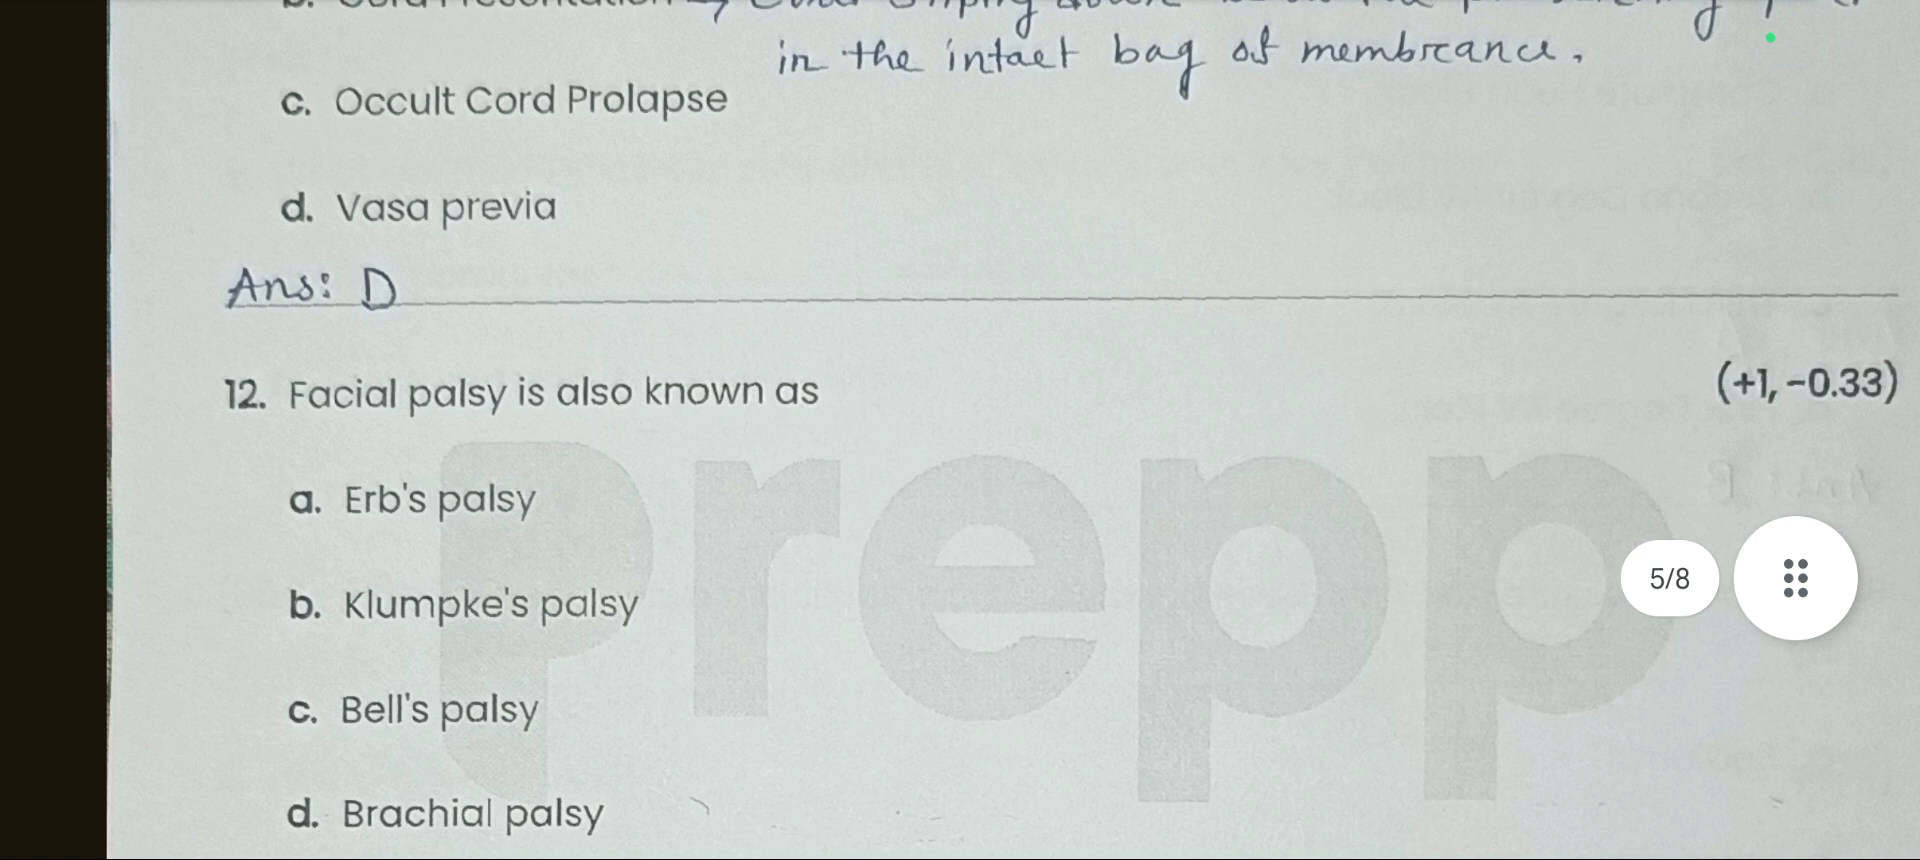 in the intact bag of membrance.
c. Occult Cord Prolapse
d. Vasa previa
Ans: D
12. Facial palsy is also known as (+1, -0.33)
prepp
a. Erb's palsy
b. Klumpke's palsy
5/8
c. Bell's palsy
d. Brachial palsy